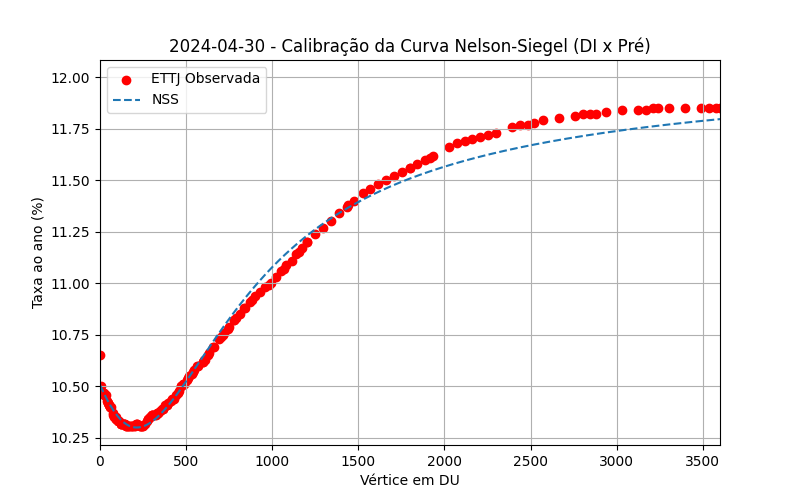 2024-04-30 - Calibração da Curva Nelson-Siegel (DI x Pré)
ETTJ Observada
NSS
Taxa ao ano (%)
12.00
11.75
11.50
11.25
11.00
10.75
10.50
10.25
0 500 1000 1500 2000 2500 3000 3500
Vértice em DU